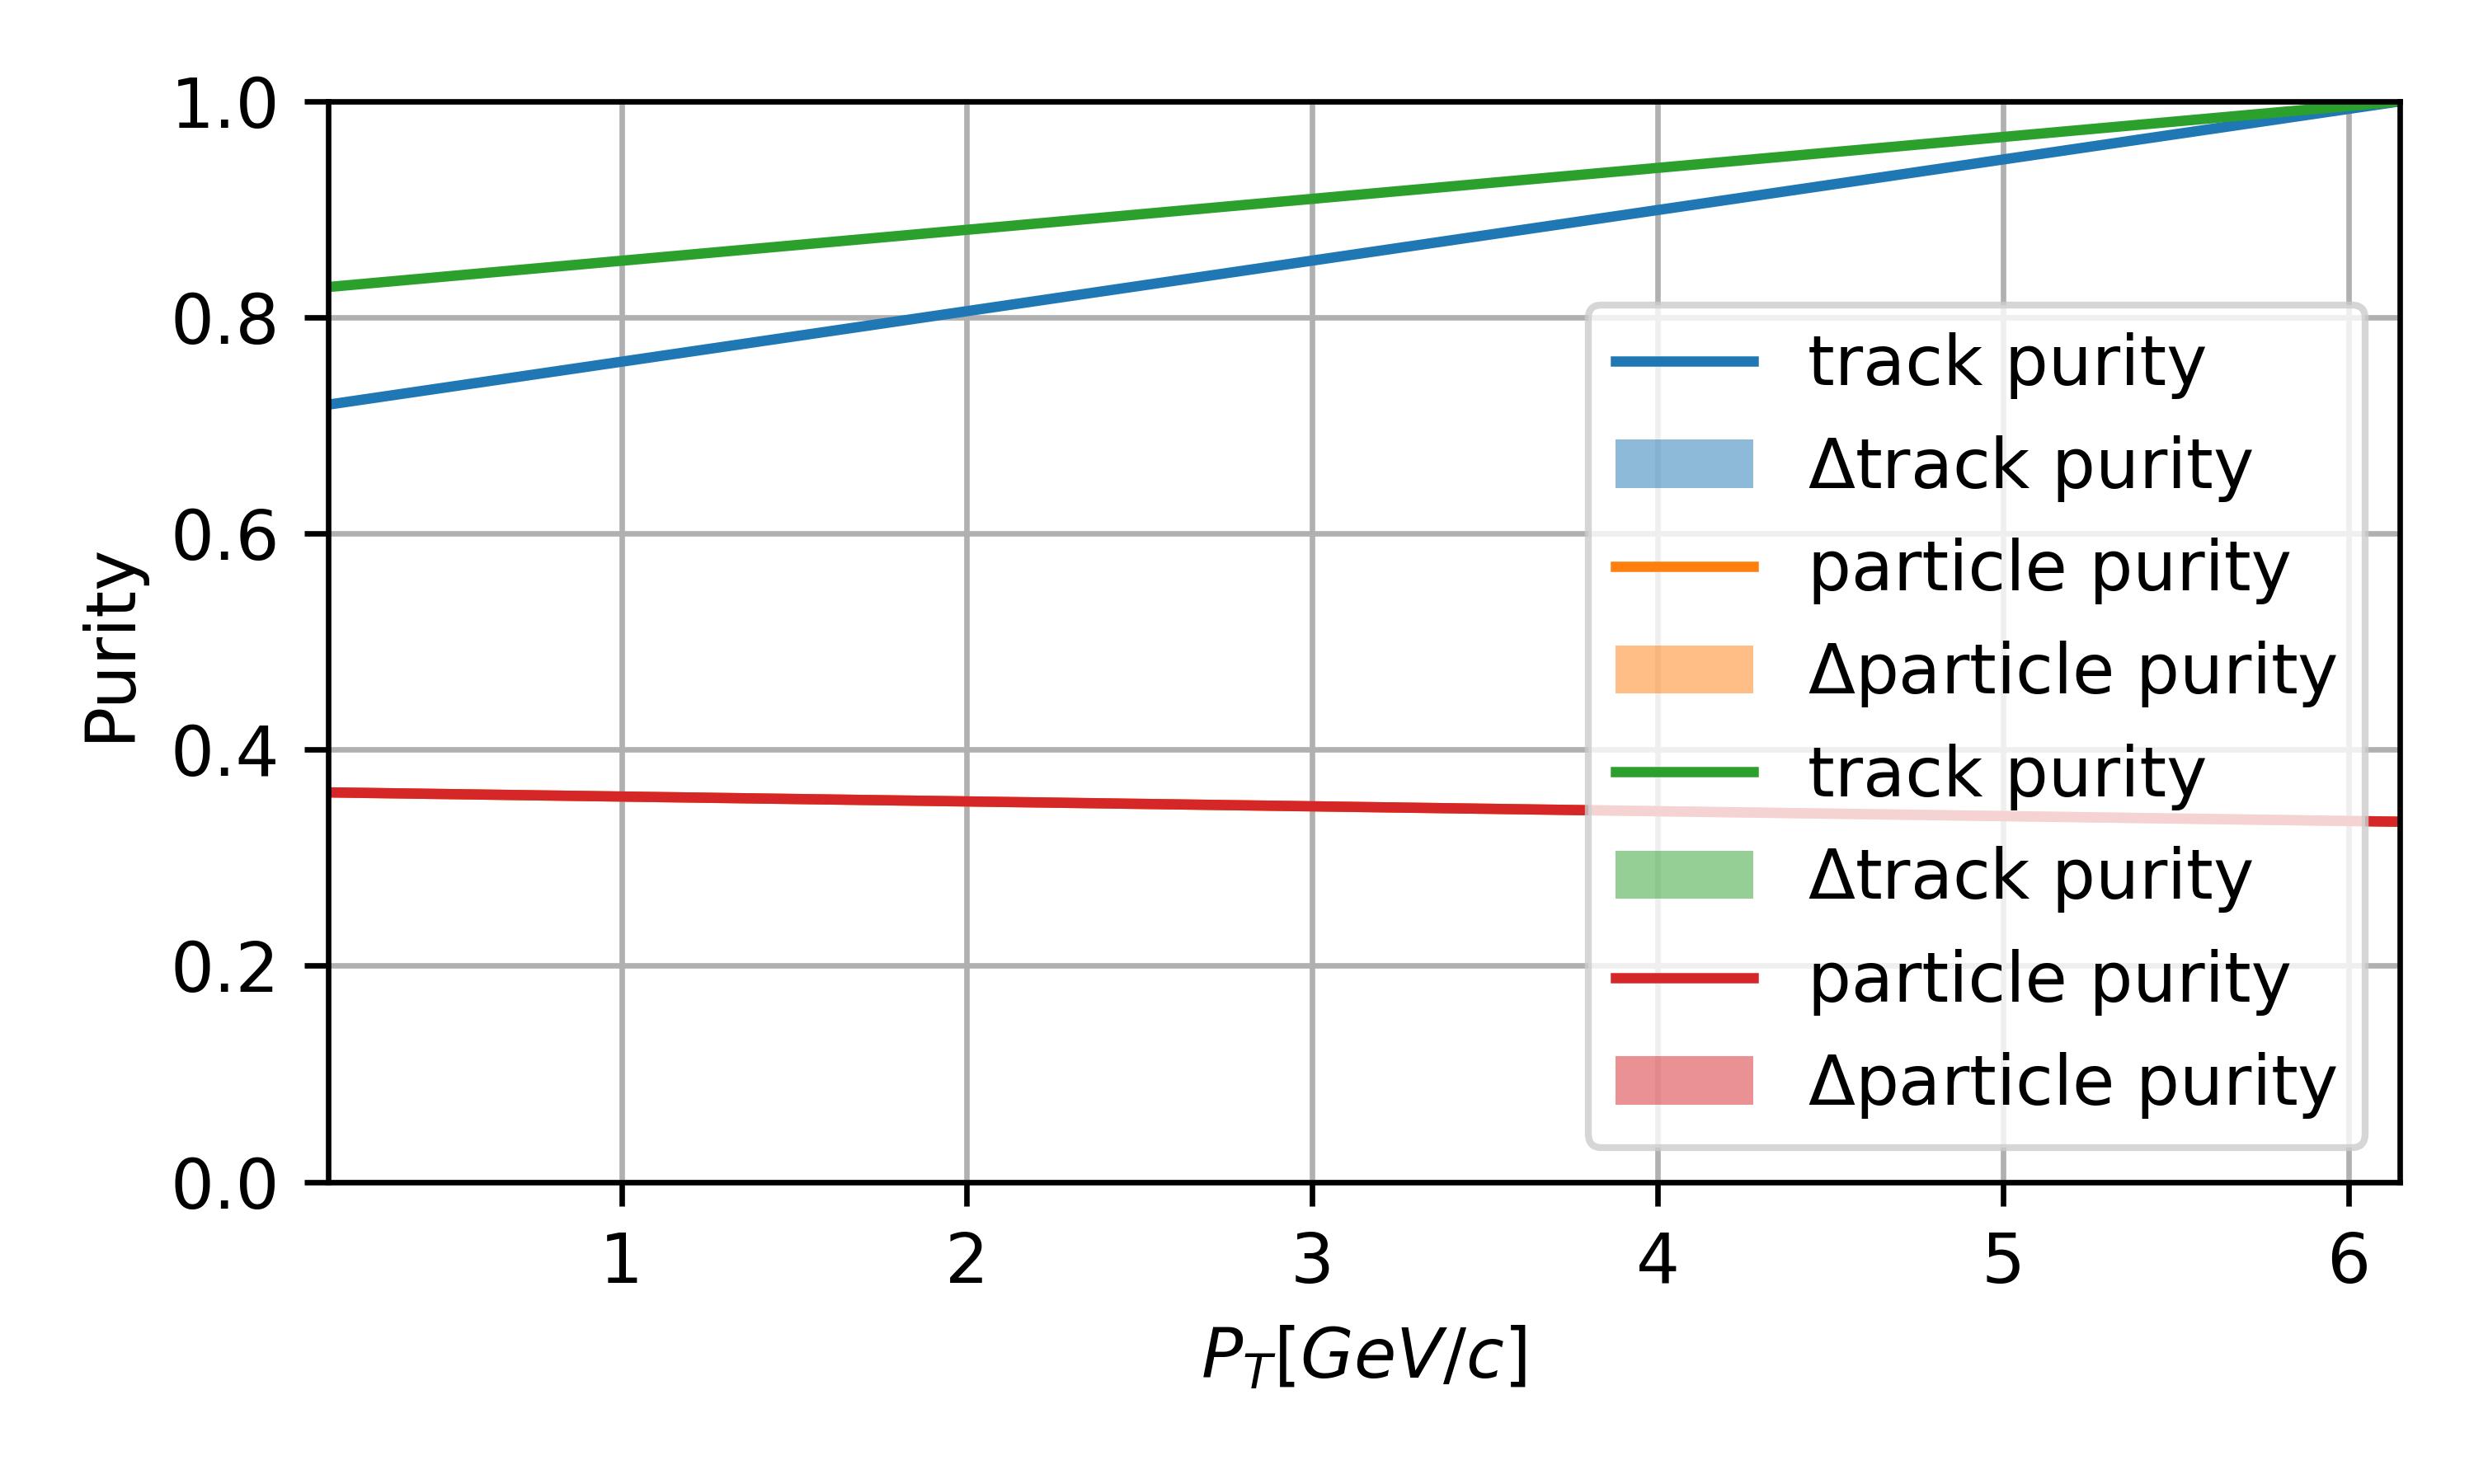 1.0
0.8
0.6
0.4
0.2
0.0
Purity
track purity
Δtrack purity
particle purity
Δparticle purity
track purity
Δtrack purity
particle purity
Δparticle purity
1 2 3 4 5 6
P_T[GeV/c]